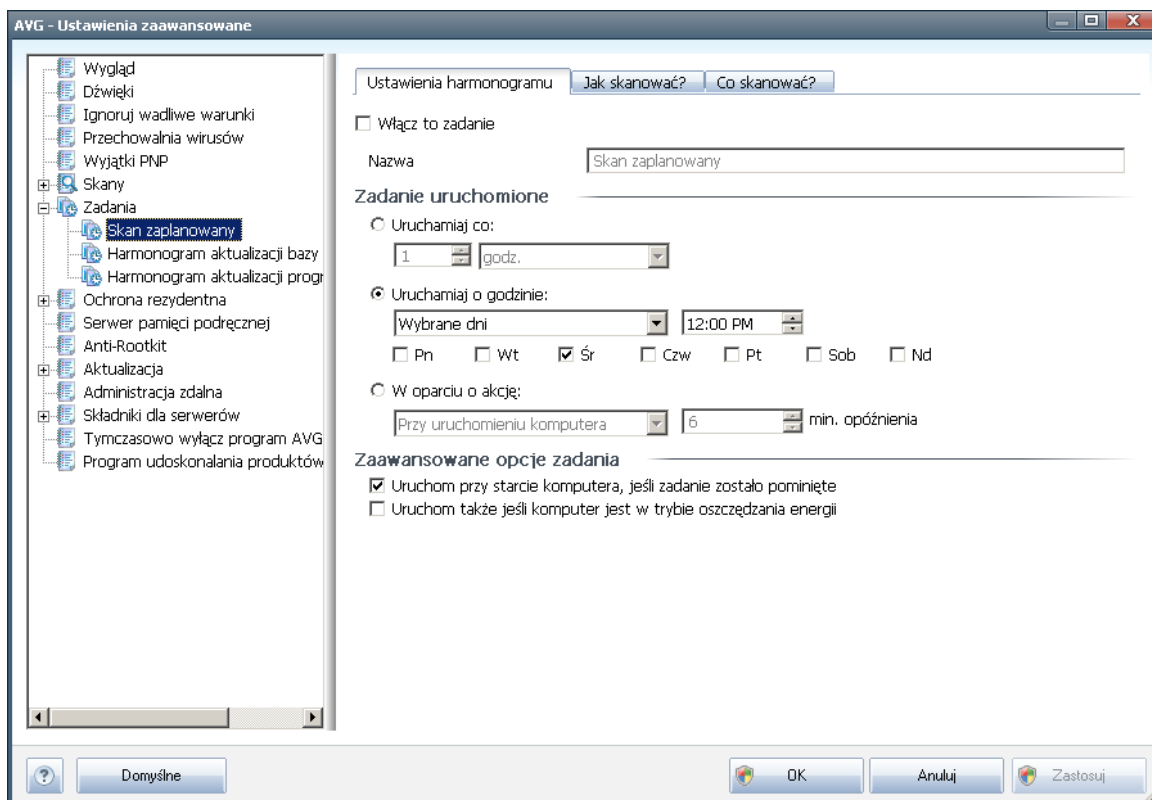 AVG - Ustawienia zaawansowane
Wygląd
Dźwięki
Ignoruj wadliwe warunki
Przechowalnia wirusów
Wyjątki PNP
Skany
Zadania
Skan zaplanowany
Harmonogram aktualizacji bazy
Harmonogram aktualizacji progr
Ochrona rezydentna
Serwer pamięci podręcznej
Anti-Rootkit
Aktualizacja
Administracja zdalna
Składniki dla serwerów
Tymczasowo wyłącz program AVG
Program udoskonalania produktów
Ustawienia harmonogramu Jak skanować? Co skanować?
Włącz to zadanie
Nazwa Skan zaplanowany
Zadanie uruchomione
Uruchamiaj co:
1 godz.
Uruchamiaj o godzinie:
Wybrane dni 12:00 PM
Pn Wt Śr Czw Pt Sob Nd
W oparciu o akcję:
Przy uruchomieniu komputera 6 min. opóźnienia
Zaawansowane opcje zadania
Uruchom przy starcie komputera, jeśli zadanie zostało pominięte
Uruchom także jeśli komputer jest w trybie oszczędzania energii
? Domyślne OK Anuluj Zastosuj